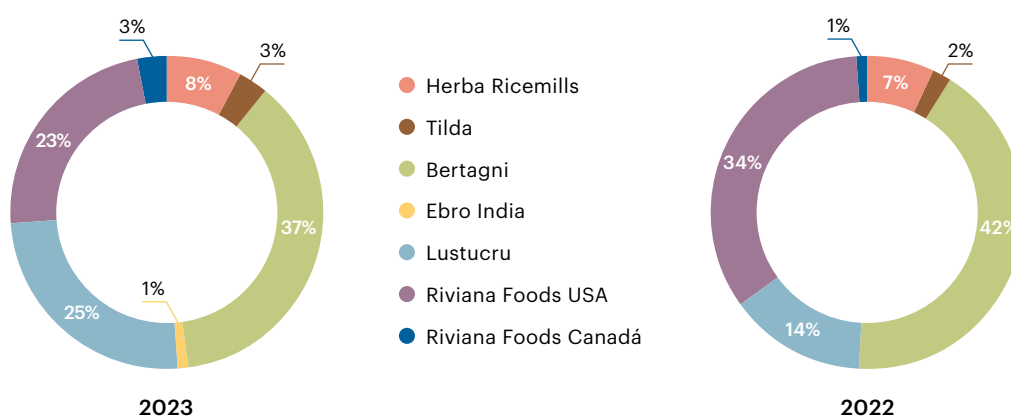 3%
3%
8%
23%
37%
1%
25%
2023
Herba Ricemills
Tilda
Bertagni
Ebro India
Lustucru
Riviana Foods USA
Riviana Foods Canadá
1%
2%
7%
34%
42%
14%
2022